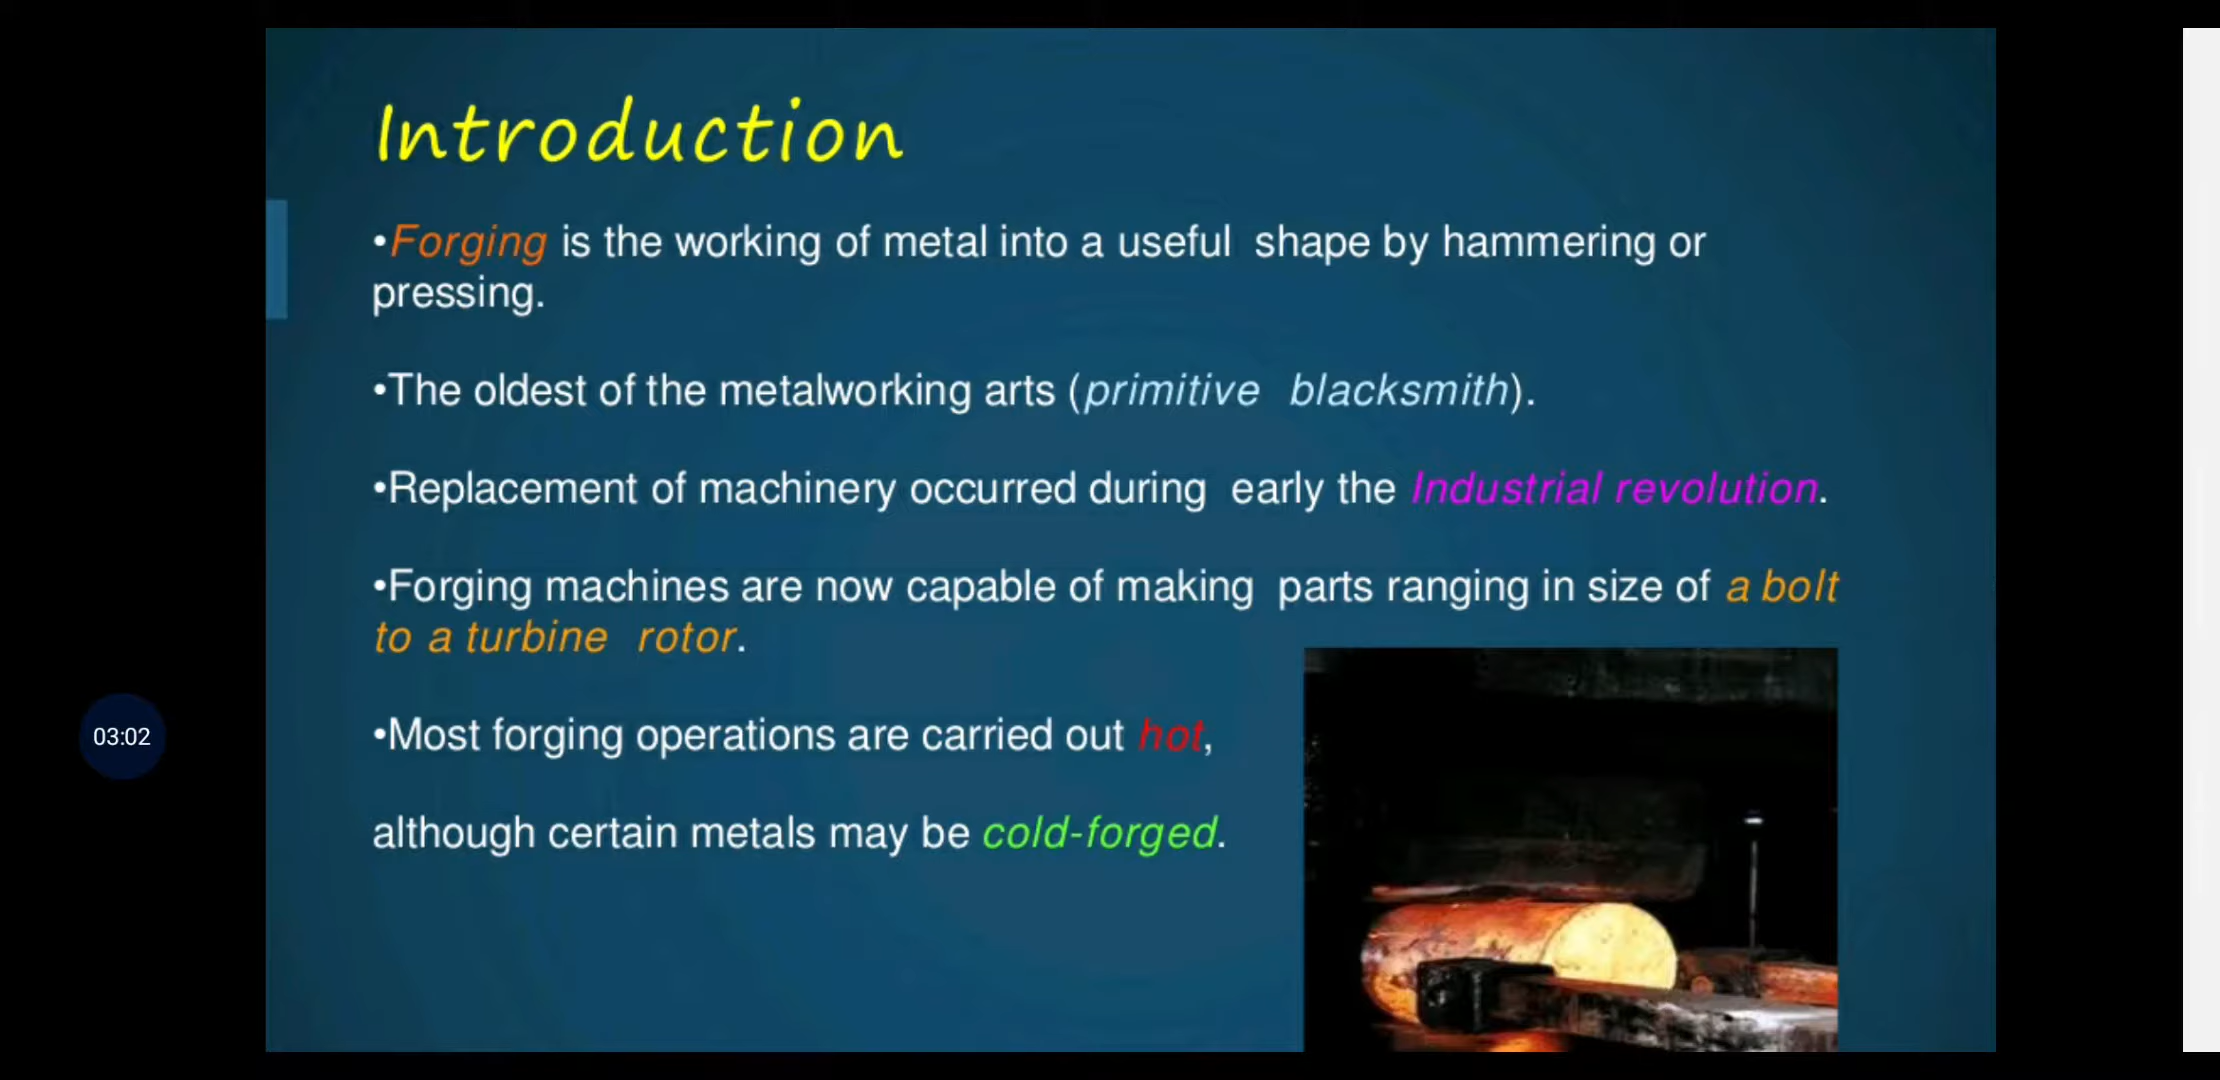 Introduction
•Forging is the working of metal into a useful shape by hammering or
pressing.
•The oldest of the metalworking arts (primitive blacksmith).
•Replacement of machinery occurred during early the Industrial revolution.
•Forging machines are now capable of making parts ranging in size of a bolt
to a turbine rotor.
•Most forging operations are carried out hot,
although certain metals may be cold-forged.
03:02